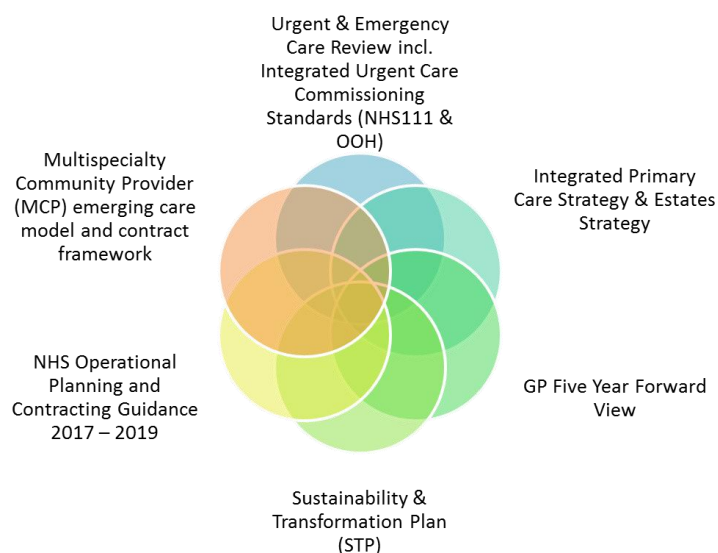 Urgent & Emergency
Care Review incl.
Integrated Urgent Care
Commissioning
Standards (NHS111 &
OOH)
Integrated Primary
Care Strategy & Estates
Strategy
GP Five Year Forward
View
Sustainability &
Transformation Plan
(STP)
NHS Operational
Planning and
Contracting Guidance
2017 – 2019
Multispecialty
Community Provider
(MCP) emerging care
model and contract
framework